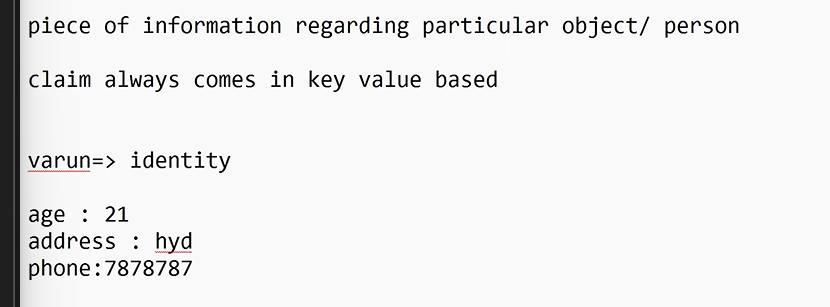 piece of information regarding particular object/ person
claim always comes in key value based
varun=> identity
age : 21
address : hyd
phone:7878787